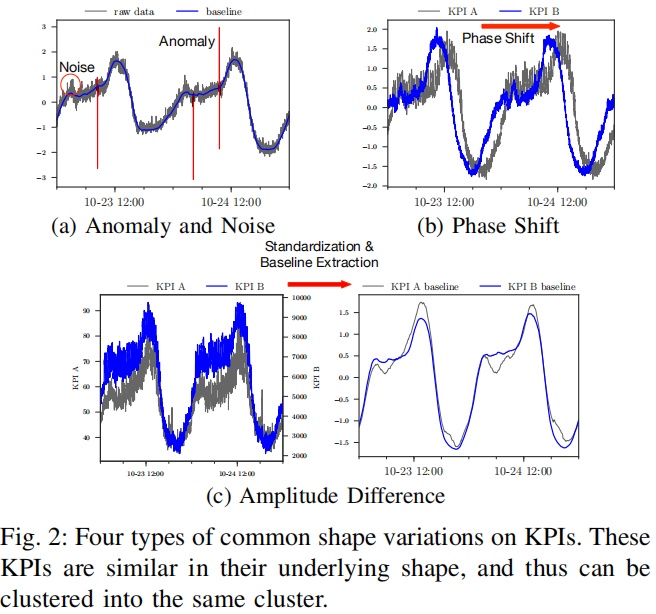 raw data baseline
Anomaly
Noise
3
2
1
0
−1
−2
−3
10-23 12:00 10-24 12:00
(a) Anomaly and Noise
KPI A KPI B
Phase Shift
2.0
1.5
1.0
0.5
0.0
−0.5
−1.0
−1.5
−2.0
10-23 12:00 10-24 12:00
(b) Phase Shift
Standardization &
Baseline Extraction
KPI A KPI B
90
80
70
60
50
40
KPI A
10000
9000
8000
7000
6000
5000
4000
3000
2000
KPI B
10-23 12:00 10-24 12:00
KPI A baseline KPI B baseline
1.5
1.0
0.5
0.0
−0.5
−1.0
−1.5
10-23 12:00 10-24 12:00
(c) Amplitude Difference
Fig. 2: Four types of common shape variations on KPIs. These
KPIs are similar in their underlying shape, and thus can be
clustered into the same cluster.